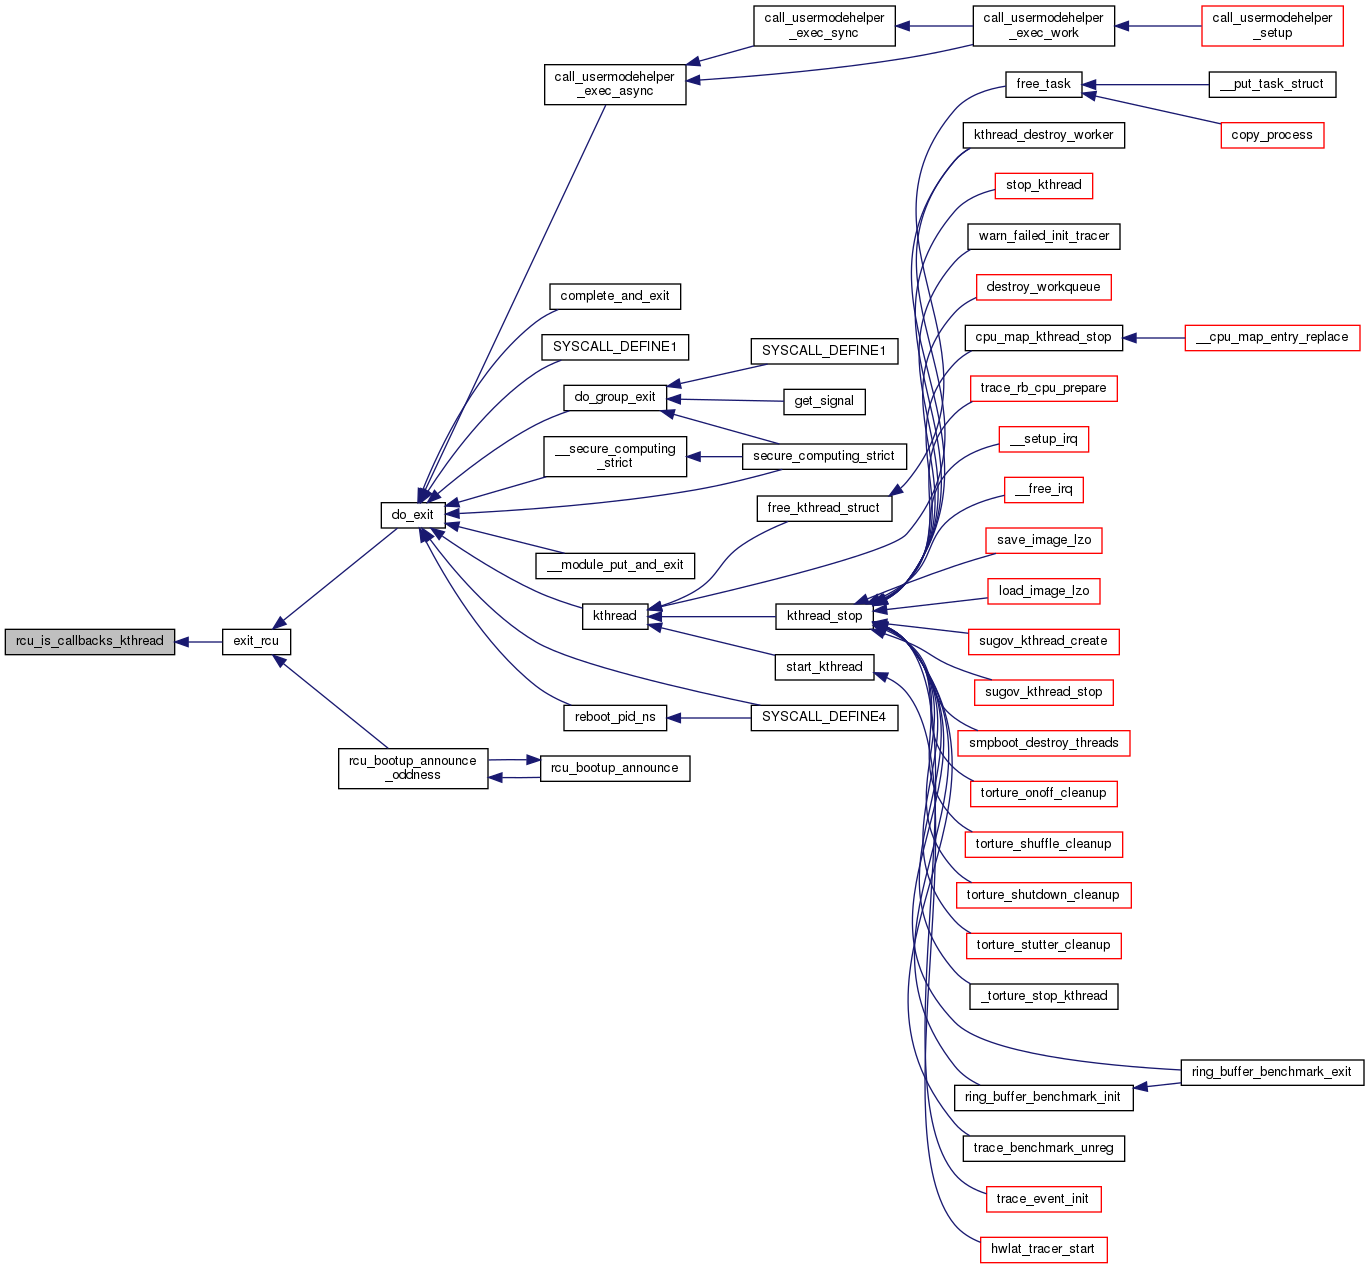 rcu_is_callbacks_kthread
exit_rcu
do_exit
rcu_bootup_announce
_oddness
call_usermodehelper
_exec_async
complete_and_exit
SYSCALL_DEFINE1
do_group_exit
__secure_computing
_strict
__module_put_and_exit
kthread
reboot_pid_ns
rcu_bootup_announce
call_usermodehelper
_exec_sync
SYSCALL_DEFINE1
get_signal
secure_computing_strict
free_kthread_struct
kthread_stop
start_kthread
SYSCALL_DEFINE4
call_usermodehelper
_exec_work
free_task
kthread_destroy_worker
stop_kthread
warn_failed_init_tracer
destroy_workqueue
cpu_map_kthread_stop
trace_rb_cpu_prepare
__setup_irq
__free_irq
save_image_lzo
load_image_lzo
sugov_kthread_create
sugov_kthread_stop
smpboot_destroy_threads
torture_onoff_cleanup
torture_shuffle_cleanup
torture_shutdown_cleanup
torture_stutter_cleanup
_torture_stop_kthread
ring_buffer_benchmark_init
trace_benchmark_unreg
trace_event_init
hwlat_tracer_start
call_usermodehelper
_setup
__put_task_struct
copy_process
__cpu_map_entry_replace
ring_buffer_benchmark_exit